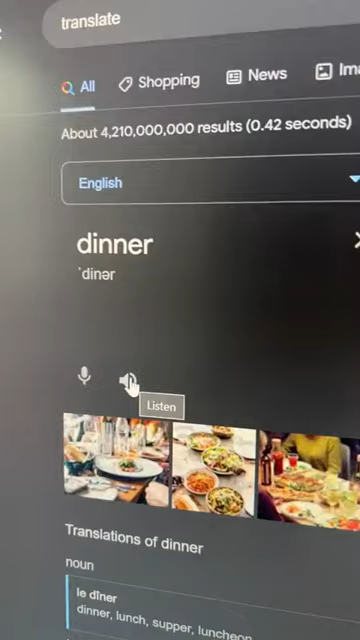 translate
All Shopping News
About 4,210,000,000 results (0.42 seconds)
English
dinner
ˈdinər
Listen
Translations of dinner
noun
le dîner
dinner, lunch, supper, luncheon